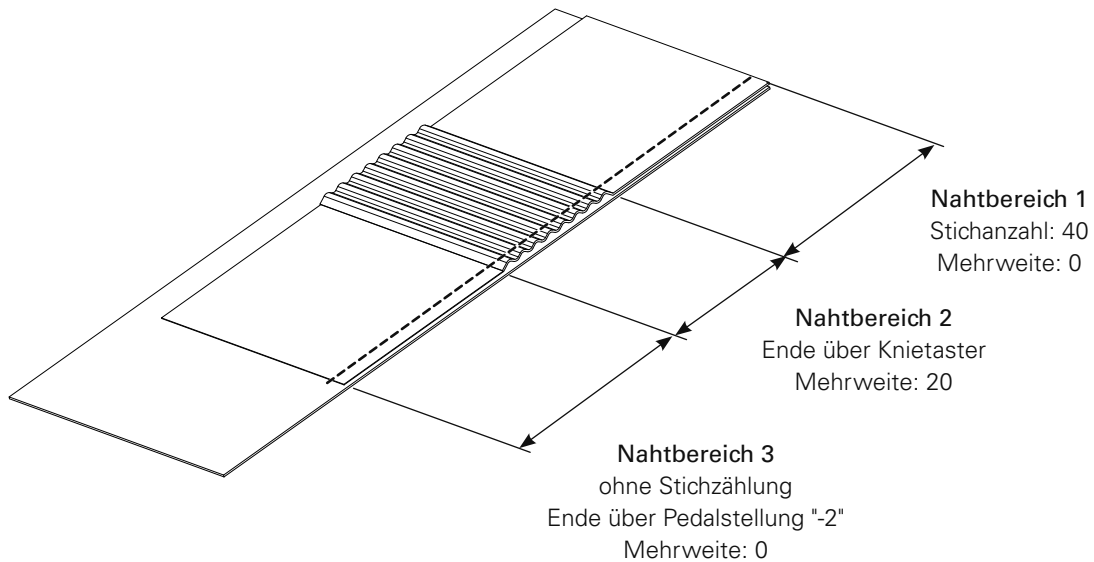 Nahtbereich 1
Stichanzahl: 40
Mehrweite: 0
Nahtbereich 2
Ende über Knietaster
Mehrweite: 20
Nahtbereich 3
ohne Stichzählung
Ende über Pedalstellung "-2"
Mehrweite: 0